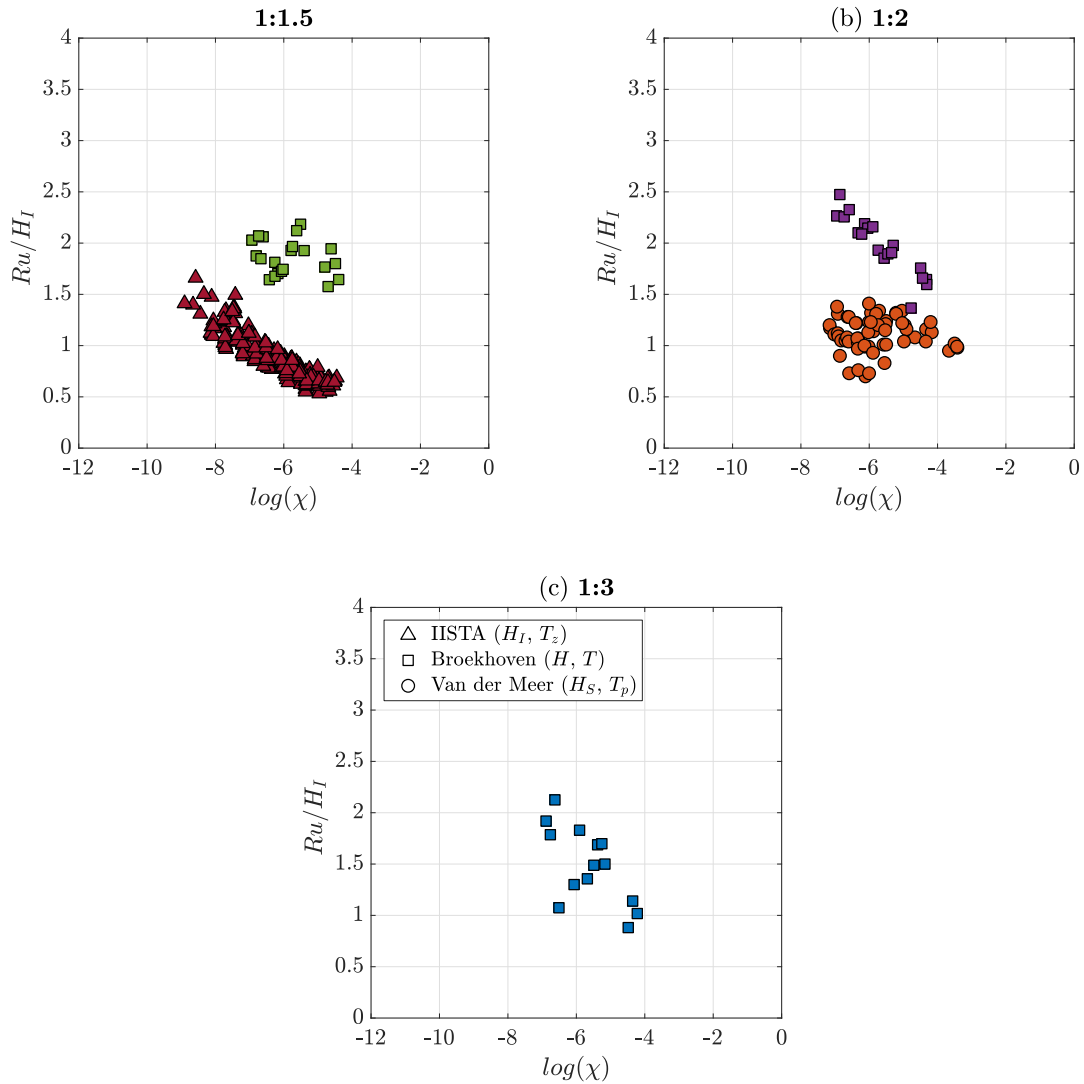 1:1.5
4
3.5
3
2.5
2
1.5
1
0.5
0
Ru/H_I
-12 -10 -8 -6 -4 -2 0
log(χ)
(b) 1:2
4
3.5
3
2.5
2
1.5
1
0.5
0
Ru/H_I
-12 -10 -8 -6 -4 -2 0
log(χ)
(c) 1:3
4
3.5
3
2.5
2
1.5
1
0.5
0
Ru/H_I
IISTA (H_I, T_z)
Broekhoven (H, T)
Van der Meer (H_S, T_p)
-12 -10 -8 -6 -4 -2 0
log(χ)